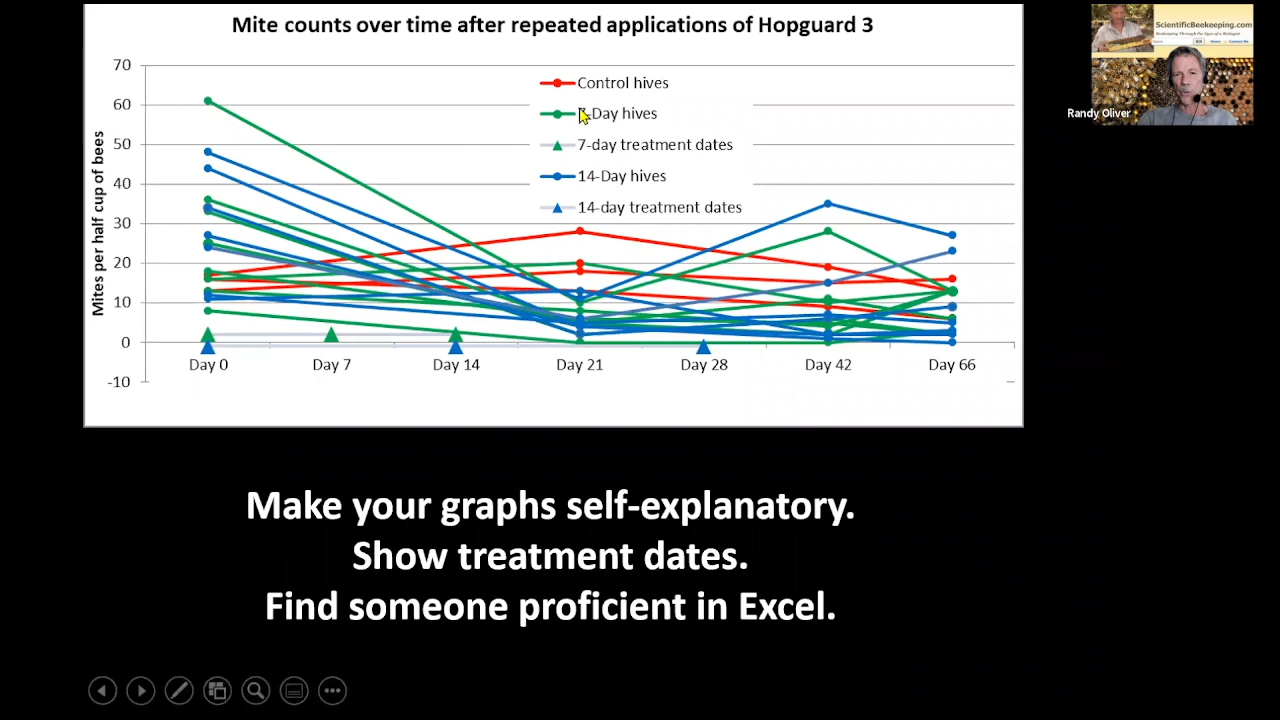 Mite counts over time after repeated applications of Hopguard 3
ScientificBeekeeping.com
Beekeeping Through the Eyes of a Biologist
Randy Oliver
Mites per half cup of bees
70
60
50
40
30
20
10
0
-10
Control hives
-Day hives
7-day treatment dates
14-Day hives
14-day treatment dates
Day 0 Day 7 Day 14 Day 21 Day 28 Day 42 Day 66
Make your graphs self-explanatory.
Show treatment dates.
Find someone proficient in Excel.